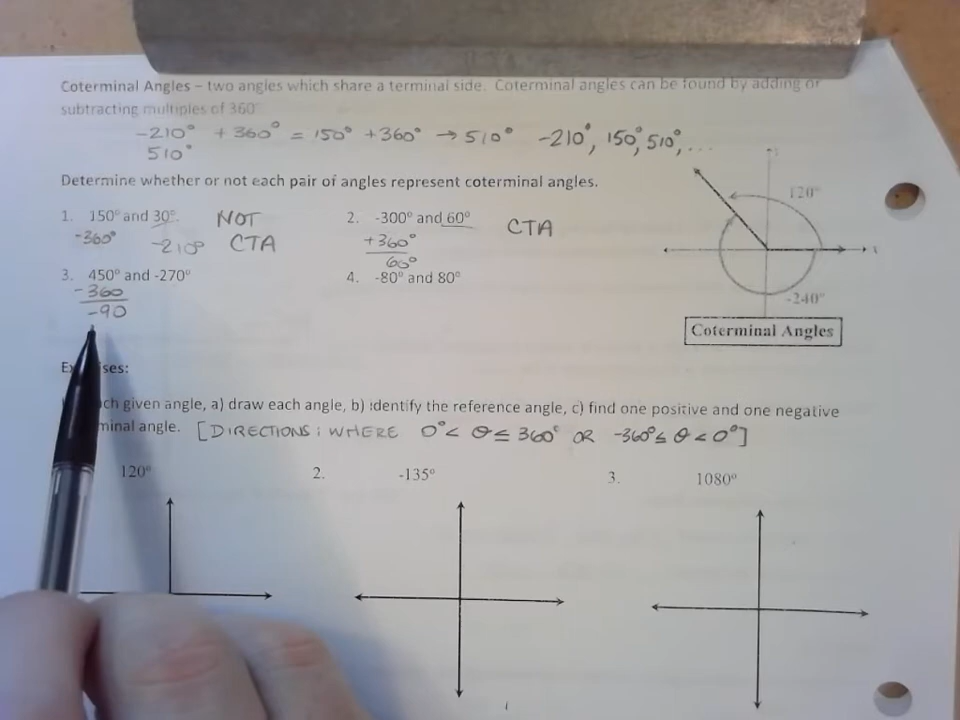 Coterminal Angles – two angles which share a terminal side. Coterminal angles can be found by adding or
subtracting multiples of 360°
-210° + 360° = 150° + 360° → 510° -210°, 150°, 510°, ...
510°
Determine whether or not each pair of angles represent coterminal angles.
1. 150° and 30°. NOT
-360° -210° CTA
2. -300° and 60° CTA
+360°
60°
3. 450° and -270°
-360
-90
4. -80° and 80°
120°
-240°
Coterminal Angles
ses:
ch given angle, a) draw each angle, b) identify the reference angle, c) find one positive and one negative
minal angle. [DIRECTIONS: WHERE 0° < θ ≤ 360° OR -360° ≤ θ < 0°]
120°
2. -135°
3. 1080°